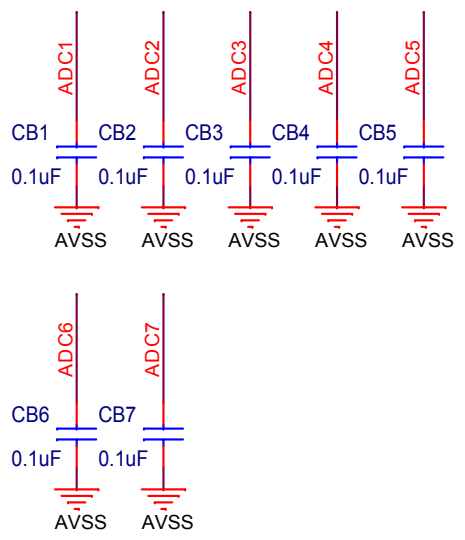 ADC1 ADC2 ADC3 ADC4 ADC5
CB1 CB2 CB3 CB4 CB5
0.1uF 0.1uF 0.1uF 0.1uF 0.1uF
AVSS AVSS AVSS AVSS AVSS
ADC6 ADC7
CB6 CB7
0.1uF 0.1uF
AVSS AVSS